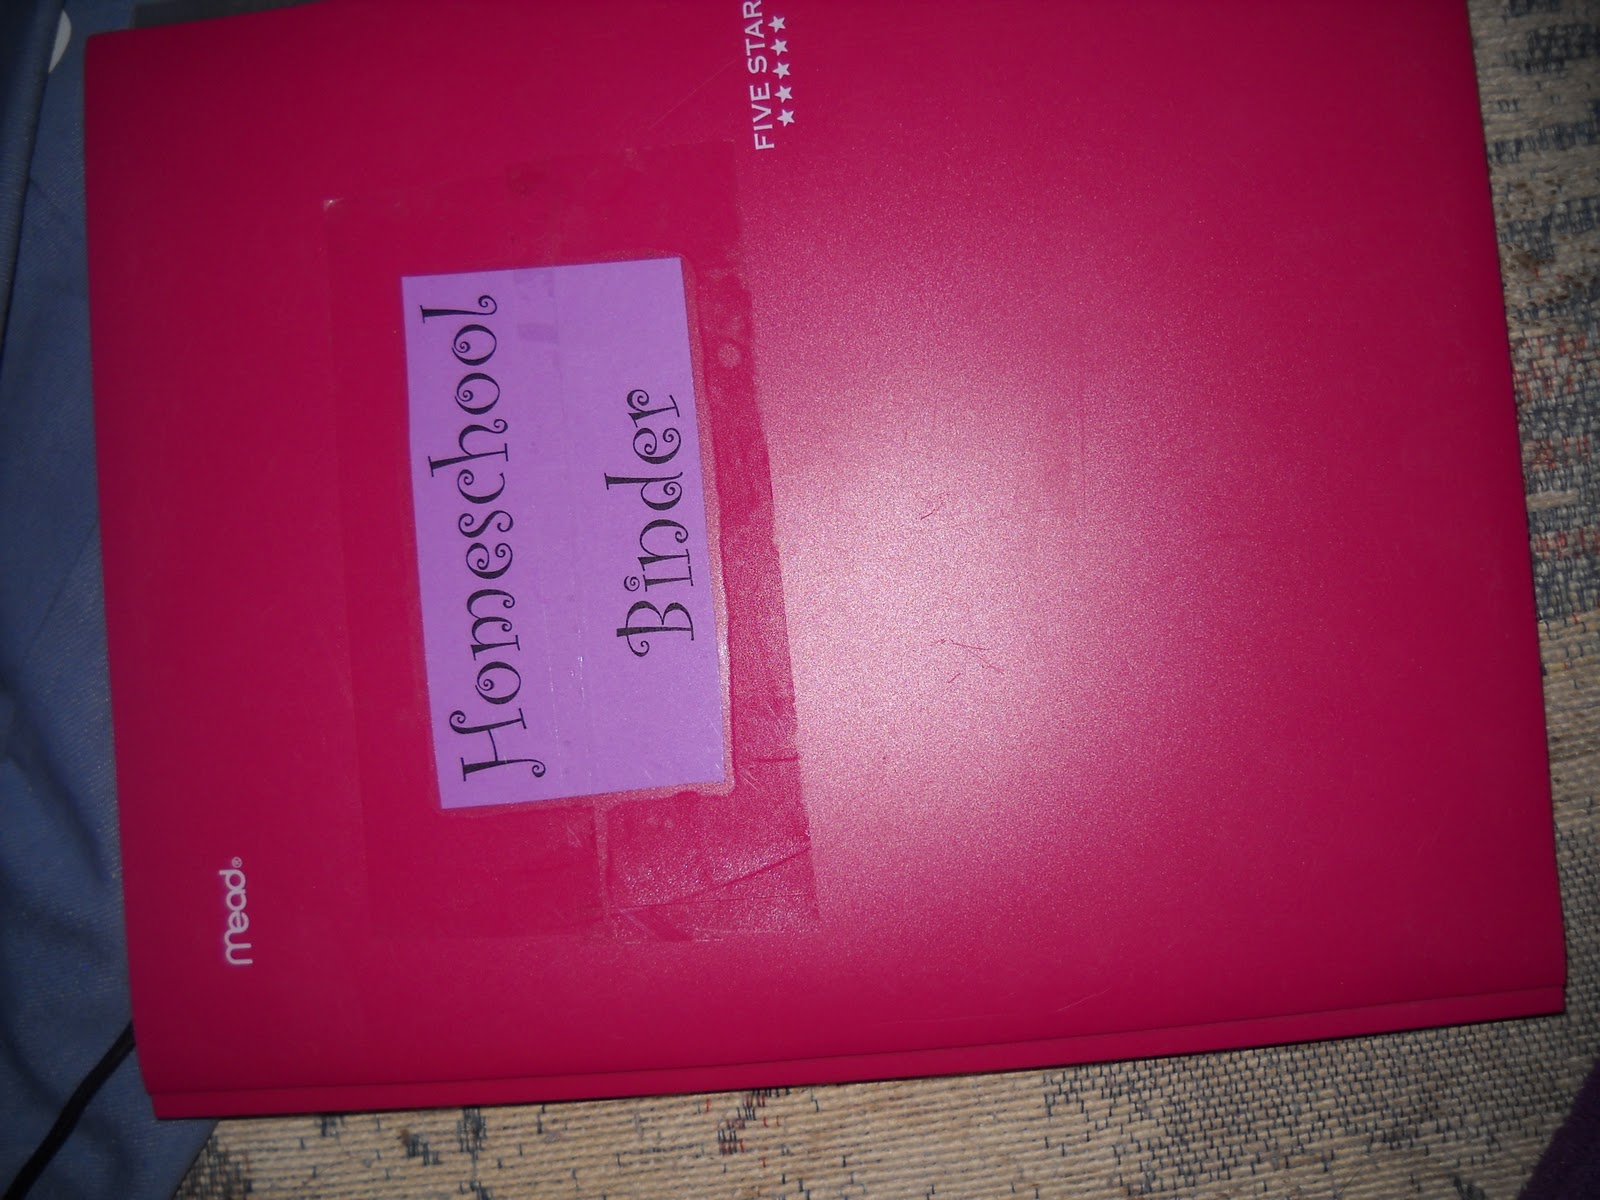 mead®
Homeschool
Binder
FIVE STAR
★★★★★